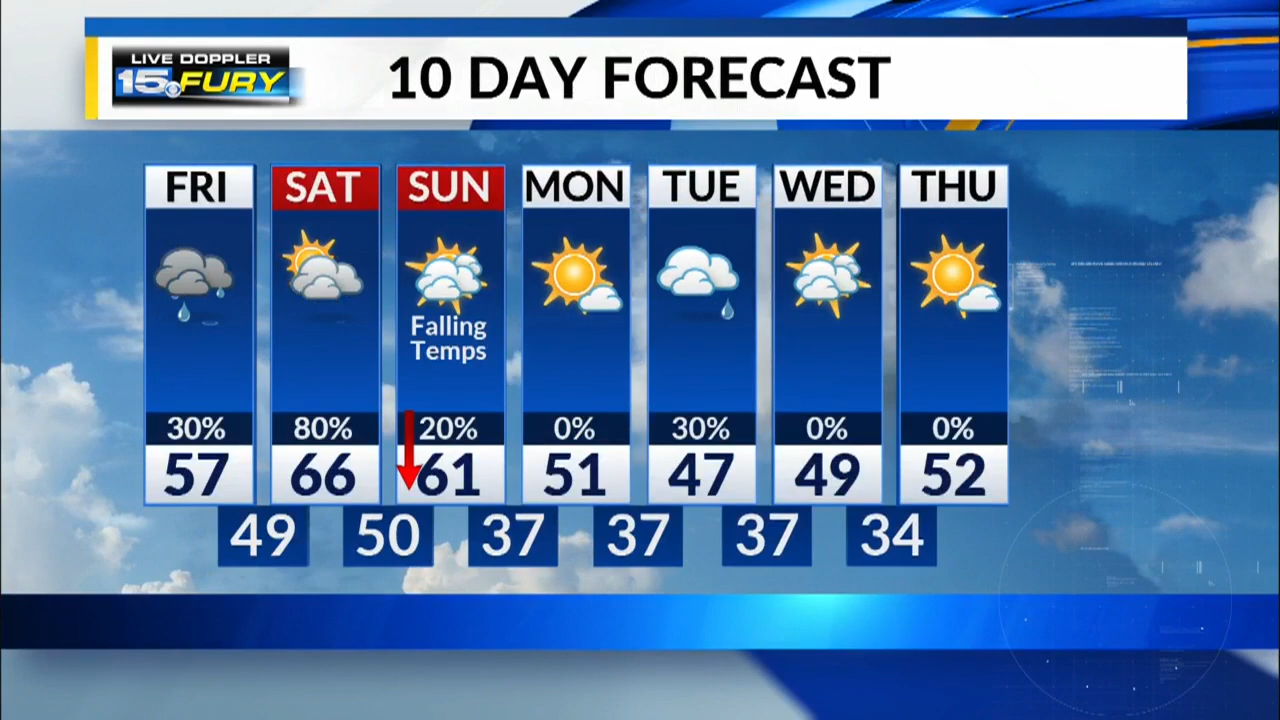 LIVE DOPPLER
15 FURY
10 DAY FORECAST
FRI SAT SUN MON TUE WED THU
Falling
Temps
30% 80% 20% 0% 30% 0% 0%
57 66 61 51 47 49 52
49 50 37 37 37 34